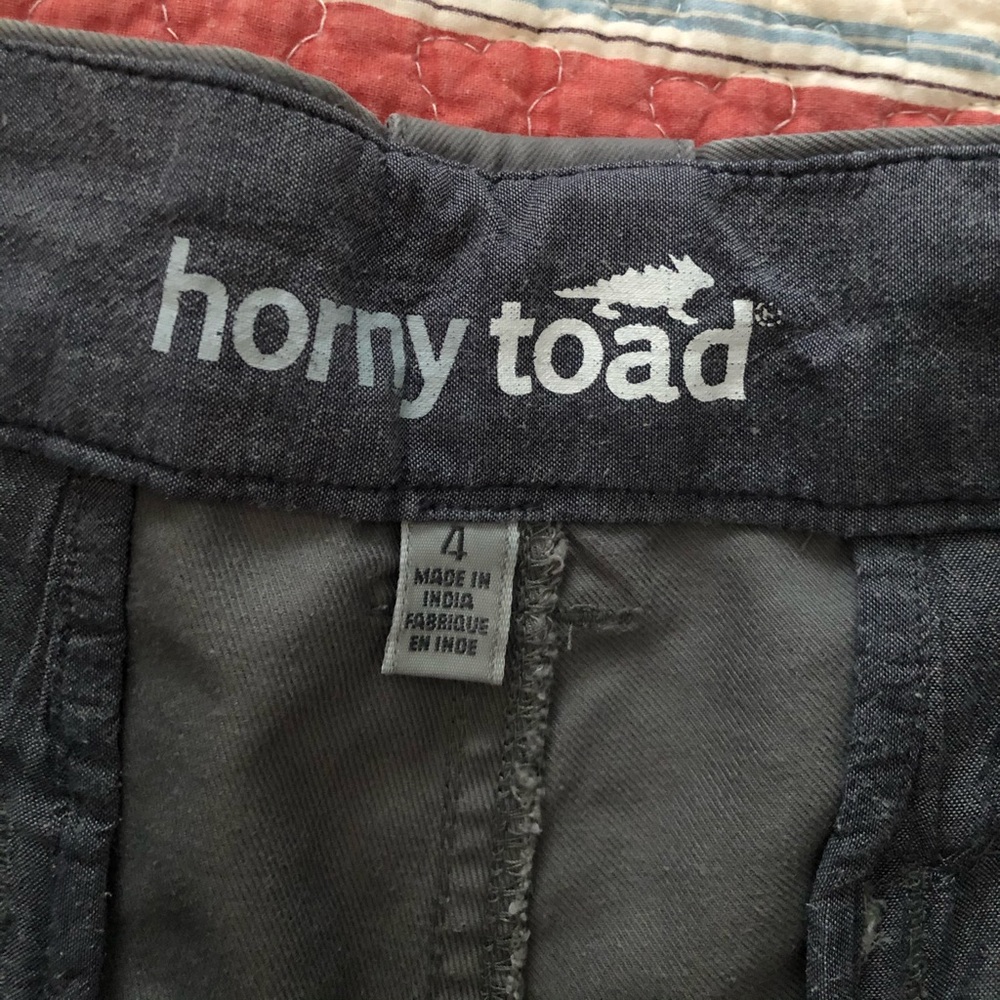 horny toad®
4
MADE IN
INDIA
FABRIQUE
EN INDE